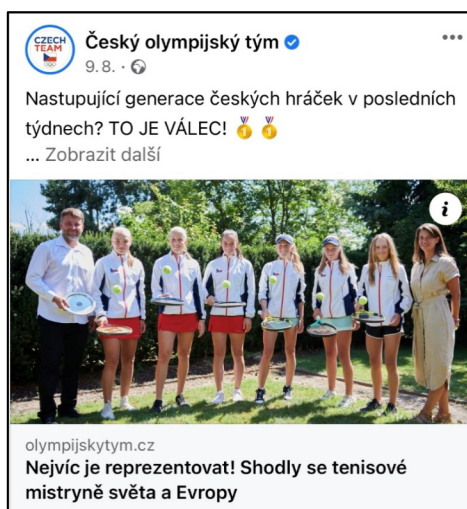 CZECH
TEAM
Český olympijský tým
9. 8. ·
Nastupující generace českých hráček v posledních
týdnech? TO JE VÁLEC! 🏅 🏅
... Zobrazit další
i
olympijskytym.cz
Nejvíc je reprezentovat! Shodly se tenisové
mistryně světa a Evropy